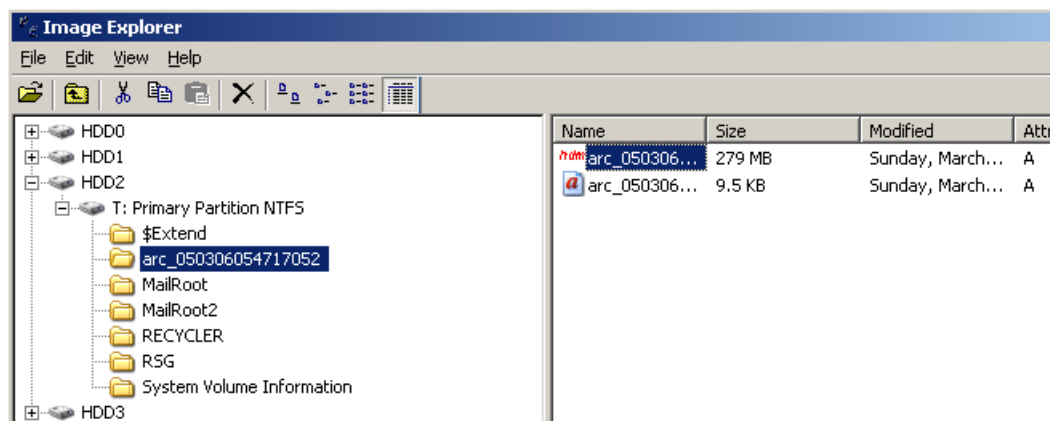 Image Explorer
File Edit View Help
HDD0
HDD1
HDD2
T: Primary Partition NTFS
$Extend
arc_050306054717052
MailRoot
MailRoot2
RECYCLER
RSG
System Volume Information
HDD3
Name Size Modified Attr
arc_050306... 279 MB Sunday, March... A
arc_050306... 9.5 KB Sunday, March... A